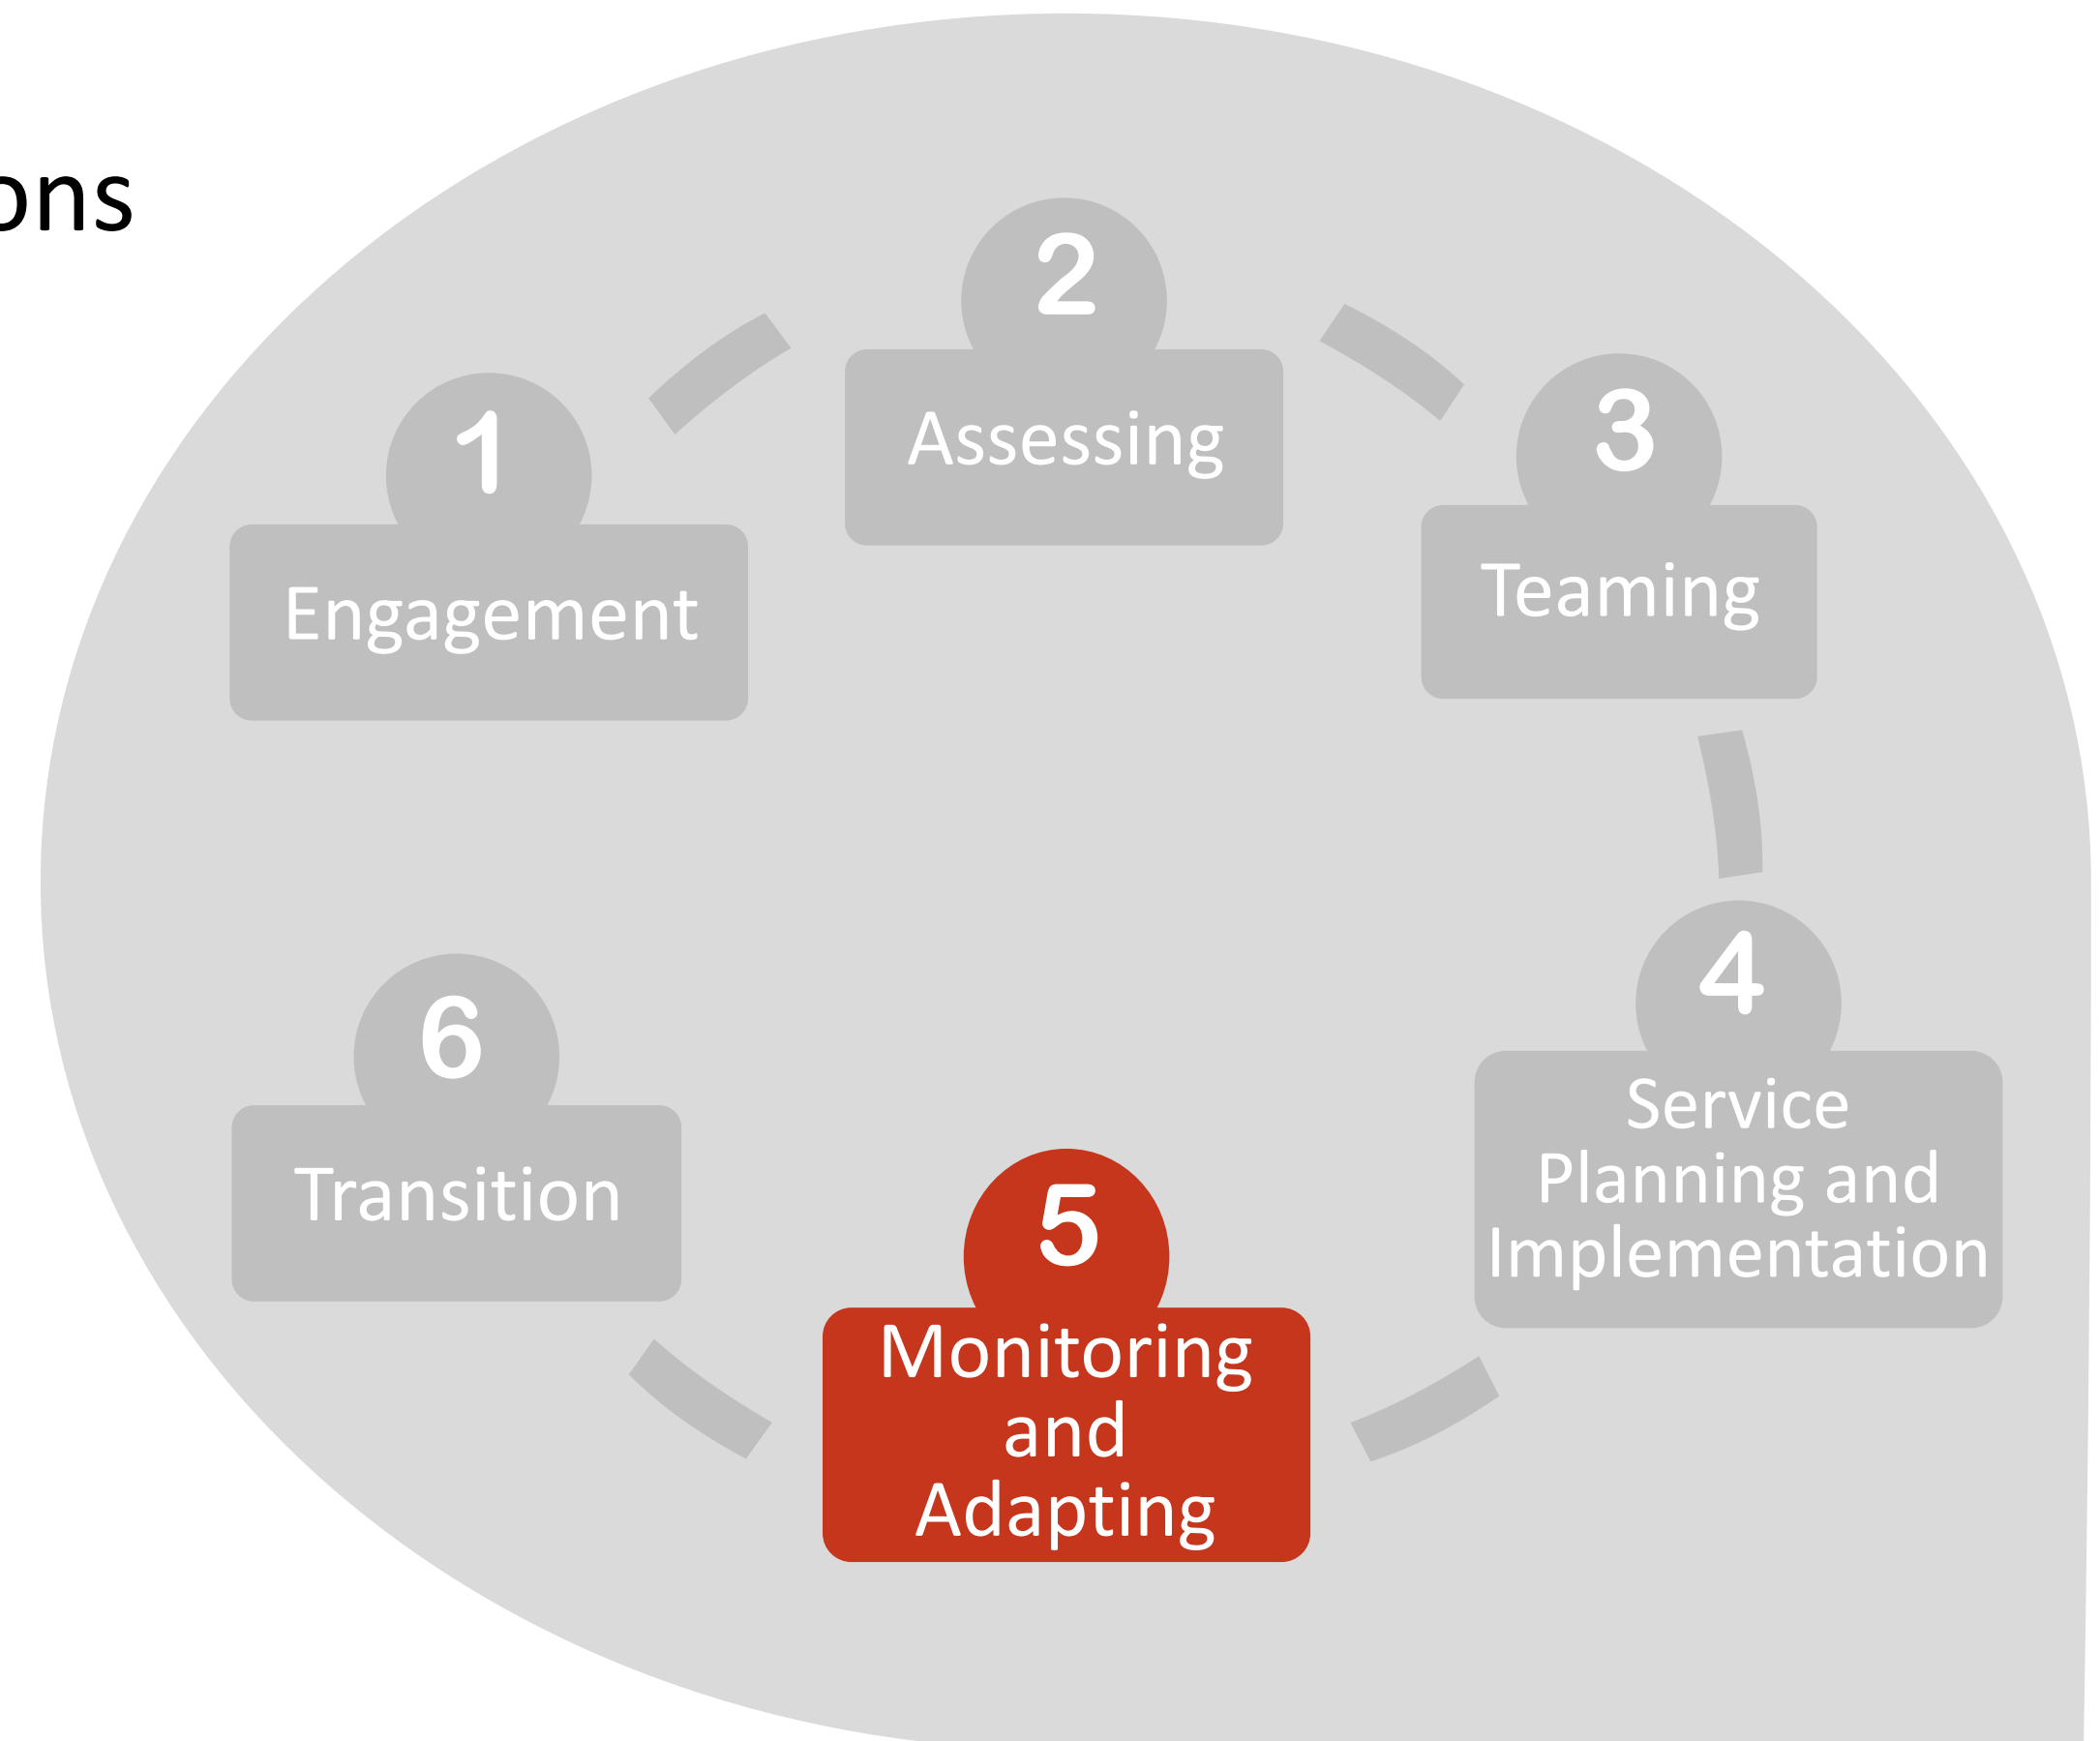 ons
1
Engagement
2
Assessing
3
Teaming
4
Service
Planning and
Implementation
5
Monitoring
and
Adapting
6
Transition